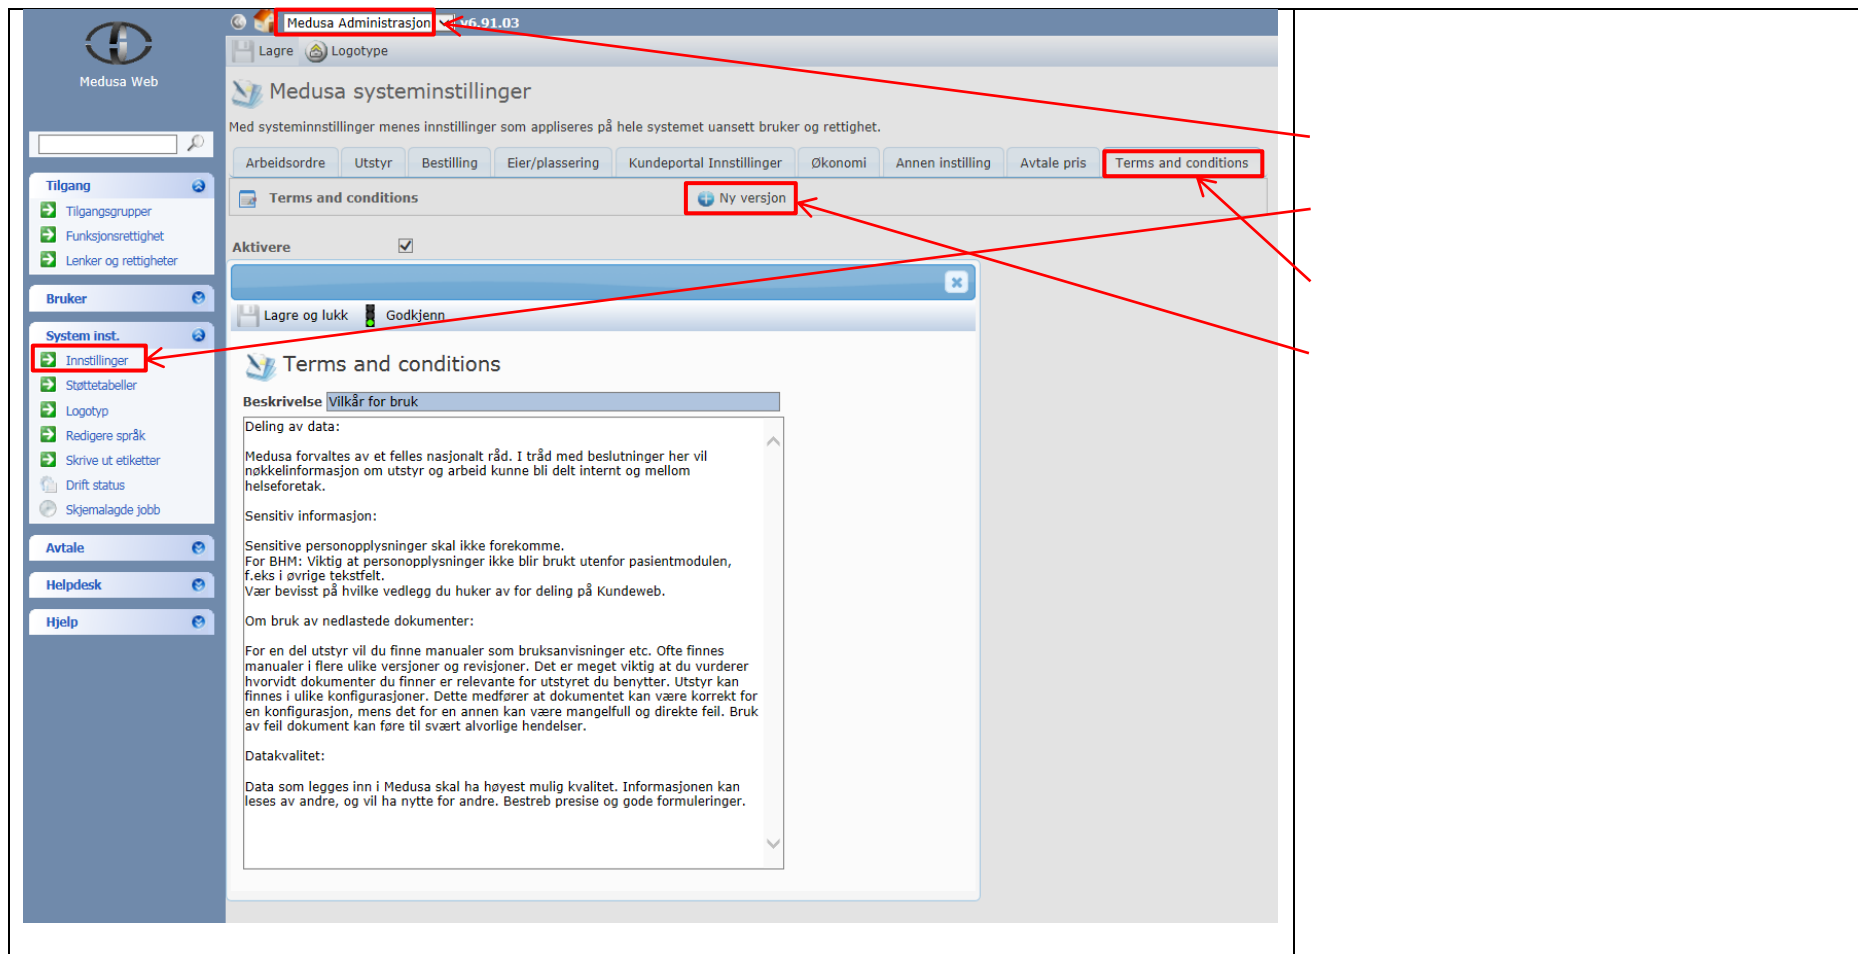 Medusa Web
Medusa Administrasjon v6.91.03
Lagre Logotype
Medusa systeminstillinger
Med systeminnstillinger menes innstillinger som appliseres på hele systemet uansett bruker og rettighet.
Arbeidsordre Utstyr Bestilling Eier/plassering Kundeportal Innstillinger Økonomi Annen instilling Avtale pris Terms and conditions
Terms and conditions Ny versjon
Aktivere
Tilgang
Tilgangsgrupper
Funksjonsrettighet
Lenker og rettigheter
Bruker
System inst.
Innstillinger
Støttetabeller
Logotyp
Redigere språk
Skrive ut etiketter
Drift status
Skjemalagde jobb
Avtale
Helpdesk
Hjelp
Lagre og lukk Godkjenn
Terms and conditions
Beskrivelse Vilkår for bruk
Deling av data:
Medusa forvaltes av et felles nasjonalt råd. I tråd med beslutninger her vil
nøkkelinformasjon om utstyr og arbeid kunne bli delt internt og mellom
helseforetak.
Sensitiv informasjon:
Sensitive personopplysninger skal ikke forekomme.
For BHM: Viktig at personopplysninger ikke blir brukt utenfor pasientmodulen,
f.eks i øvrige tekstfelt.
Vær bevisst på hvilke vedlegg du huker av for deling på Kundeweb.
Om bruk av nedlastede dokumenter:
For en del utstyr vil du finne manualer som bruksanvisninger etc. Ofte finnes
manualer i flere ulike versjoner og revisjoner. Det er meget viktig at du vurderer
hvorvidt dokumenter du finner er relevante for utstyret du benytter. Utstyr kan
finnes i ulike konfigurasjoner. Dette medfører at dokumentet kan være korrekt for
en konfigurasjon, mens det for en annen kan være mangelfull og direkte feil. Bruk
av feil dokument kan føre til svært alvorlige hendelser.
Datakvalitet:
Data som legges inn i Medusa skal ha høyest mulig kvalitet. Informasjonen kan
leses av andre, og vil ha nytte for andre. Bestreb presise og gode formuleringer.